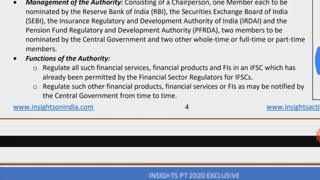 • Management of the Authority: Consisting of a Chairperson, one Member each to be
nominated by the Reserve Bank of India (RBI), the Securities Exchange Board of India
(SEBI), the Insurance Regulatory and Development Authority of India (IRDAI) and the
Pension Fund Regulatory and Development Authority (PFRDA), two members to be
nominated by the Central Government and two other whole-time or full-time or part-time
members.
• Functions of the Authority:
o Regulate all such financial services, financial products and FIs in an IFSC which has
already been permitted by the Financial Sector Regulators for IFSCs.
o Regulate such other financial products, financial services or FIs as may be notified by
the Central Government from time to time.
www.insightsonindia.com 4 www.insightsacti
INSIGHTS PT 2020 EXCLUSIVE